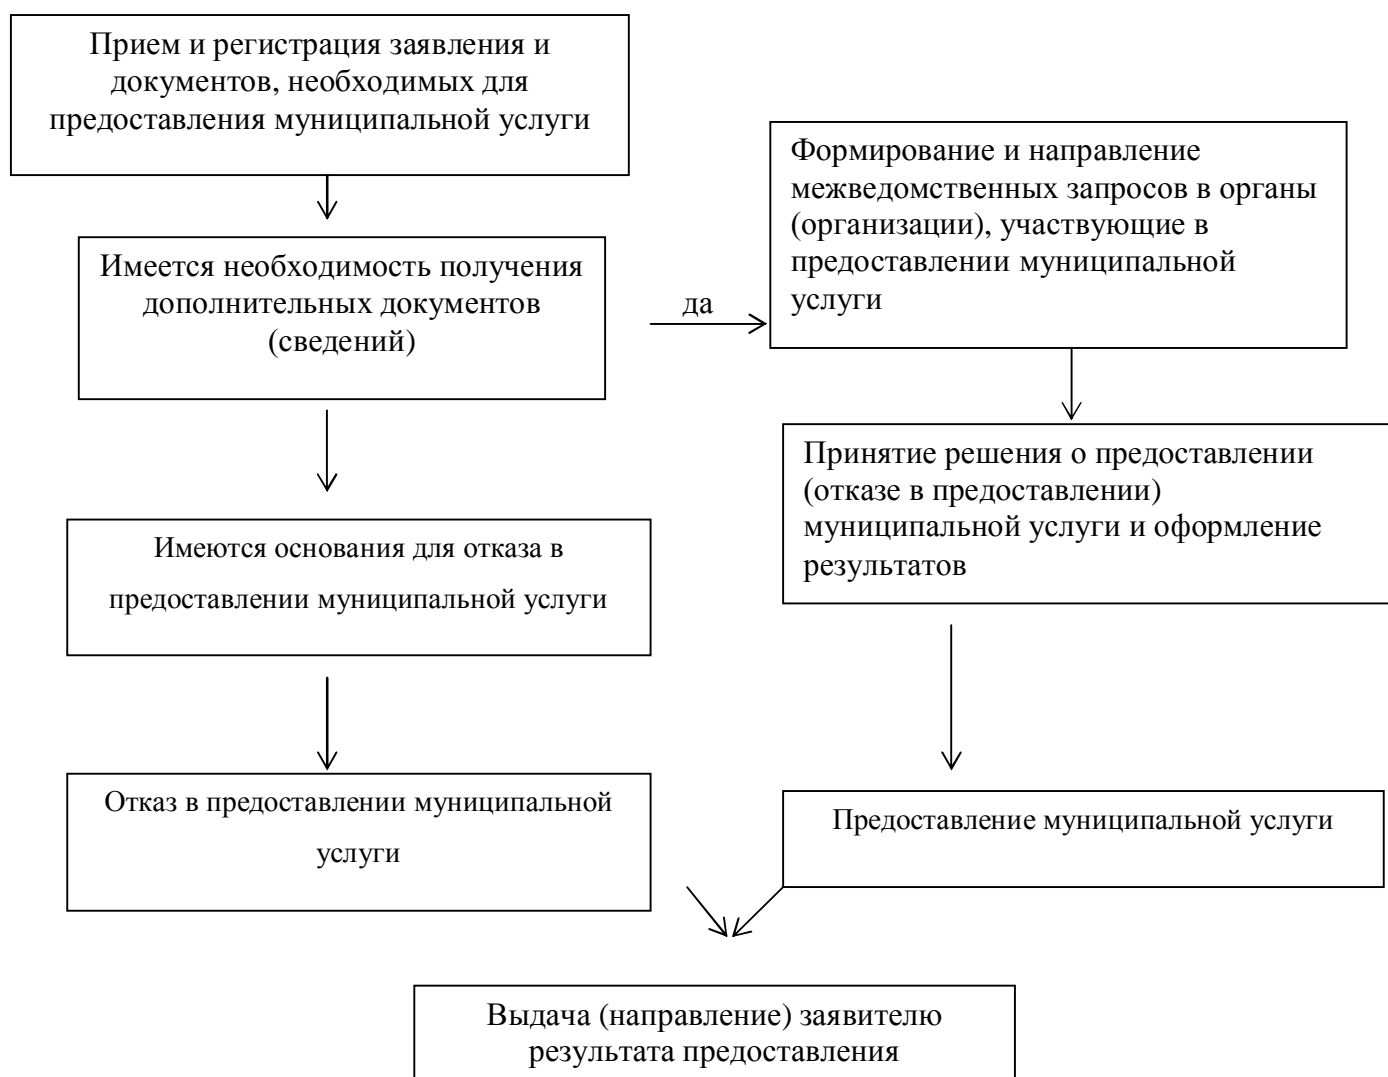 Прием и регистрация заявления и
документов, необходимых для
предоставления муниципальной услуги
Формирование и направление
межведомственных запросов в органы
(организации), участвующие в
предоставлении муниципальной
услуги
Имеется необходимость получения
дополнительных документов
(сведений)
да
Принятие решения о предоставлении
(отказе в предоставлении)
муниципальной услуги и оформление
результатов
Имеются основания для отказа в
предоставлении муниципальной услуги
Отказ в предоставлении муниципальной
услуги
Предоставление муниципальной услуги
Выдача (направление) заявителю
результата предоставления